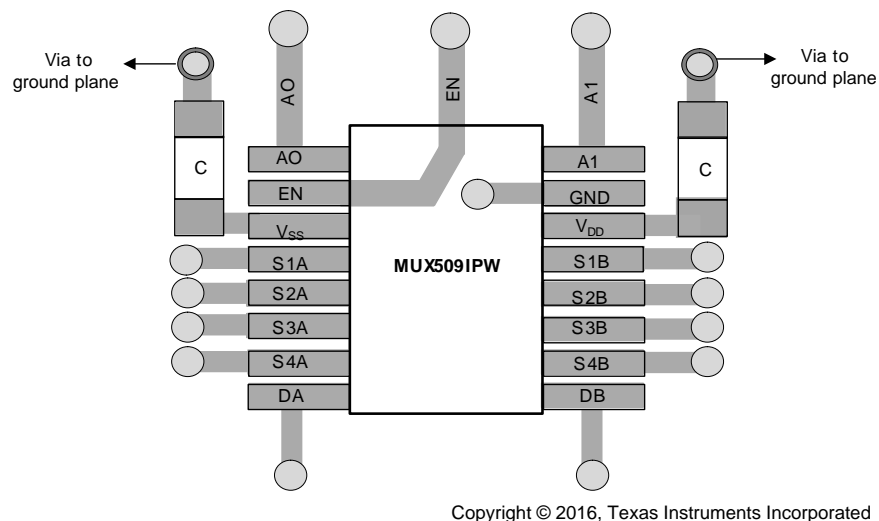 Via to
ground plane
Via to
ground plane
AO
EN
A1
C
C
AO
EN
VSS
S1A
S2A
S3A
S4A
DA
MUX509IPW
A1
GND
VDD
S1B
S2B
S3B
S4B
DB
Copyright © 2016, Texas Instruments Incorporated